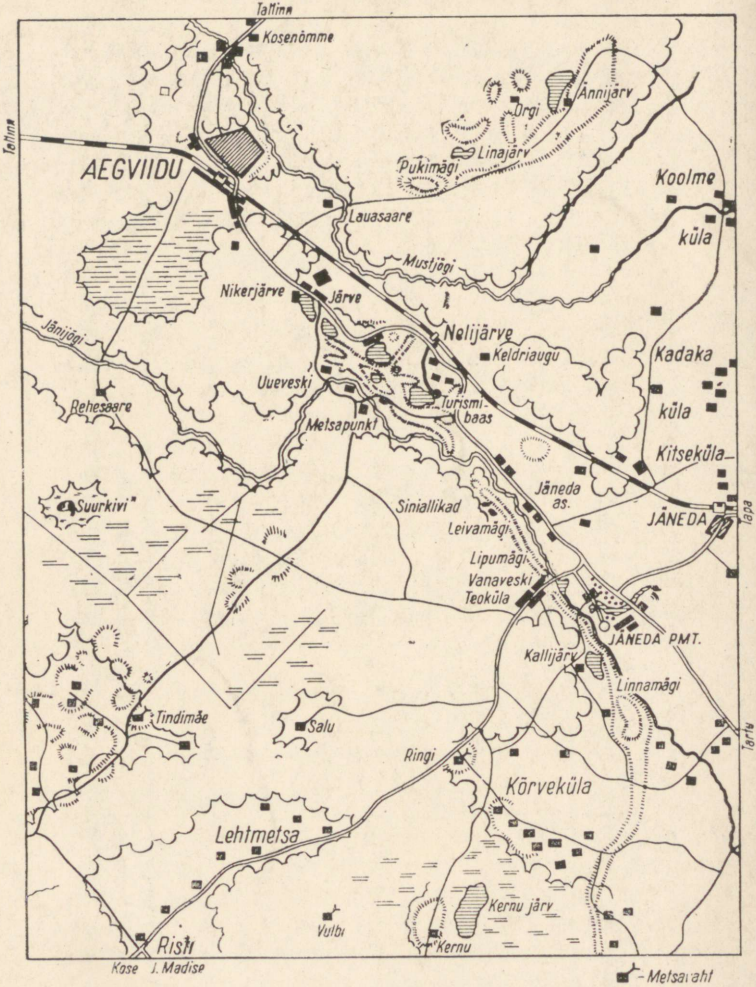 Tallinn
Kosenõmme
Tallinn
AEGVIIDU
Orgi
Ännijärv
Linajärv
Pukimägi
Koolme
küla
Lauasaare
Mustjõgi
Nikerjärve
Järve
Jänijõgi
Nelijärve
Keldriaugu
Kadaka
küla
Uueveski
Turismi-
baas
Rehesaare
Metsapunkt
Kitseküla
Suurkivi
Jäneda
as.
Siniallikad
JÄNEDA
Tapa
Leivamägi
Lipumägi
Vanaveski
Teoküla
JÄNEDA PMT.
Kallijärv
Linnamägi
Tindimäe
Salu
Tartu
Ringi
Kõrveküla
Lehtmetsa
Kernu järv
Vulbi
Kernu
Risti
Kose J. Madise
- Metsavaht